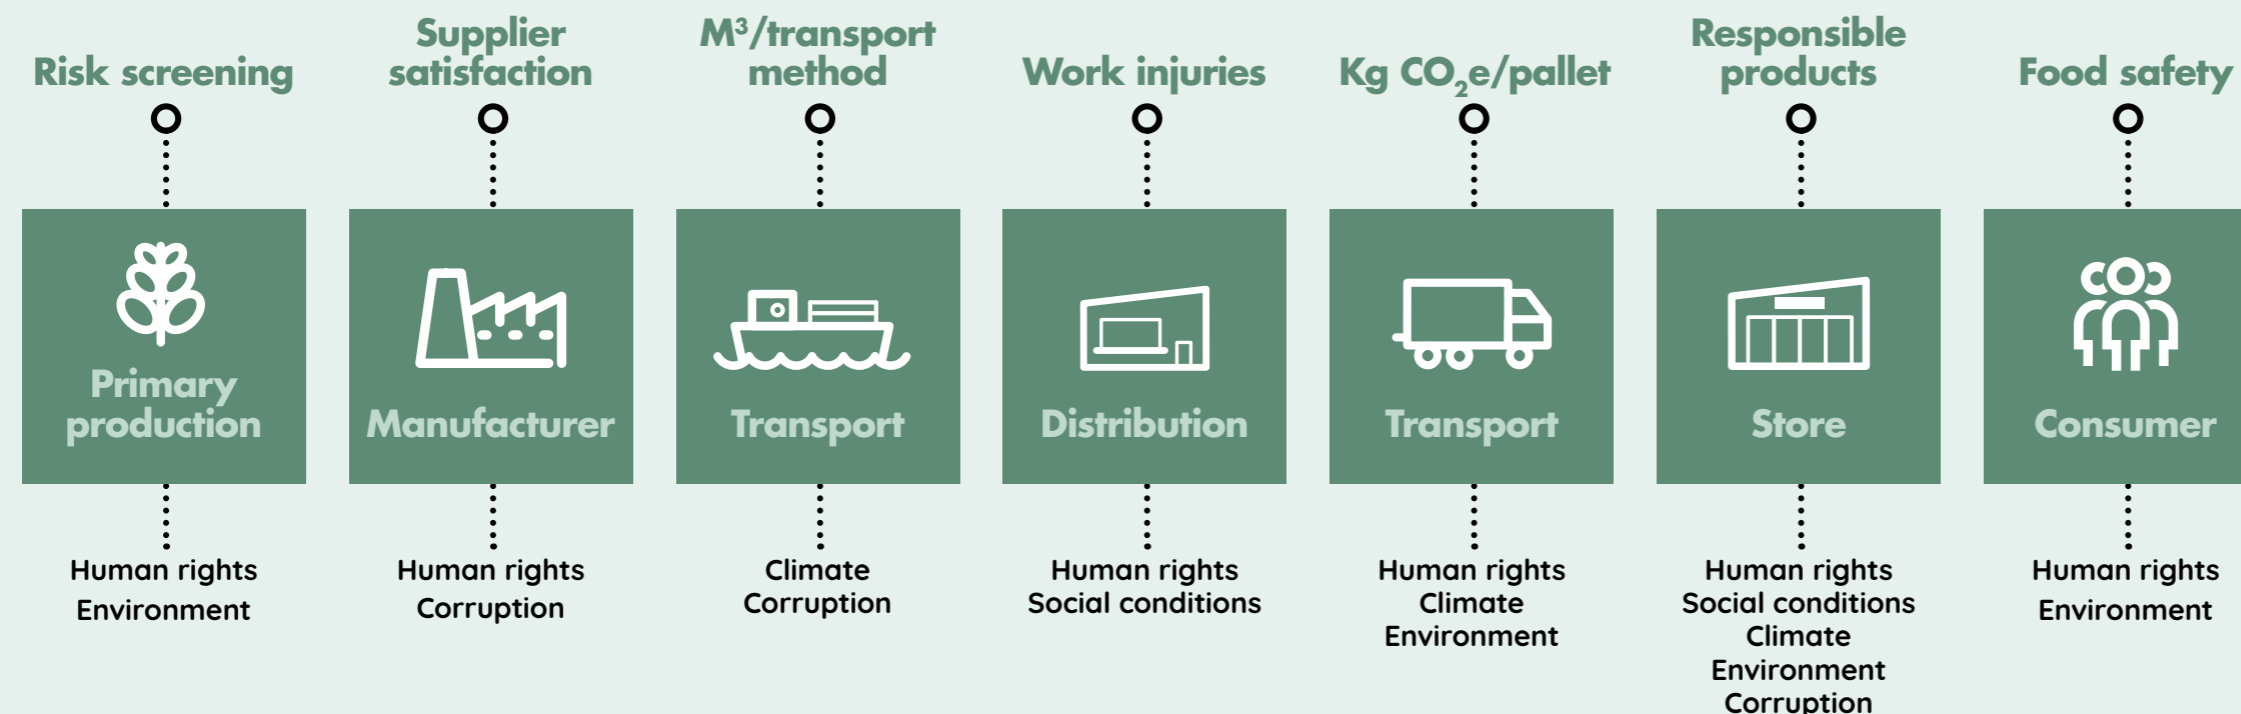 Risk screening
Supplier
satisfaction
M³/transport
method
Work injuries
Kg CO₂e/pallet
Responsible
products
Food safety
Primary
production
Manufacturer
Transport
Distribution
Transport
Store
Consumer
Human rights
Environment
Human rights
Corruption
Climate
Corruption
Human rights
Social conditions
Human rights
Climate
Environment
Human rights
Social conditions
Climate
Environment
Corruption
Human rights
Environment